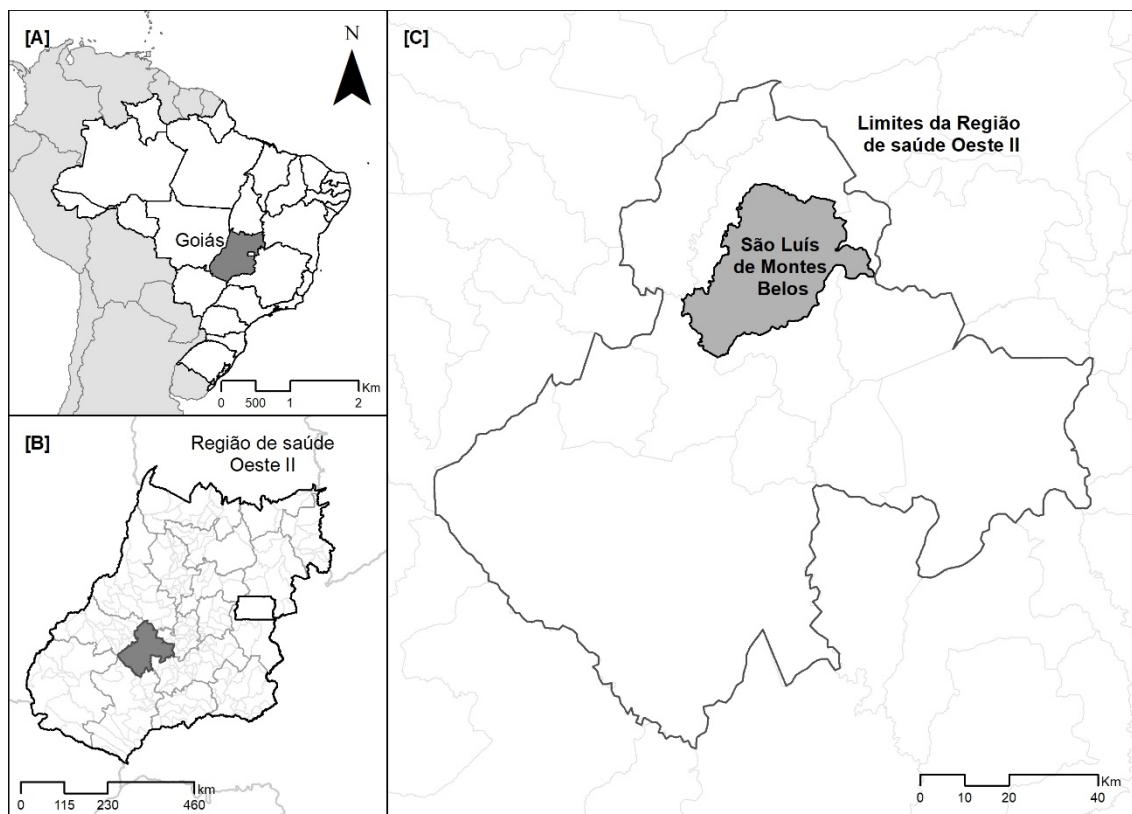 [A]
N
Goiás
Km
0 500 1 2
[B]
Região de saúde
Oeste II
km
0 115 230 460
[C]
Limites da Região
de saúde Oeste II
São Luís
de Montes
Belos
Km
0 10 20 40